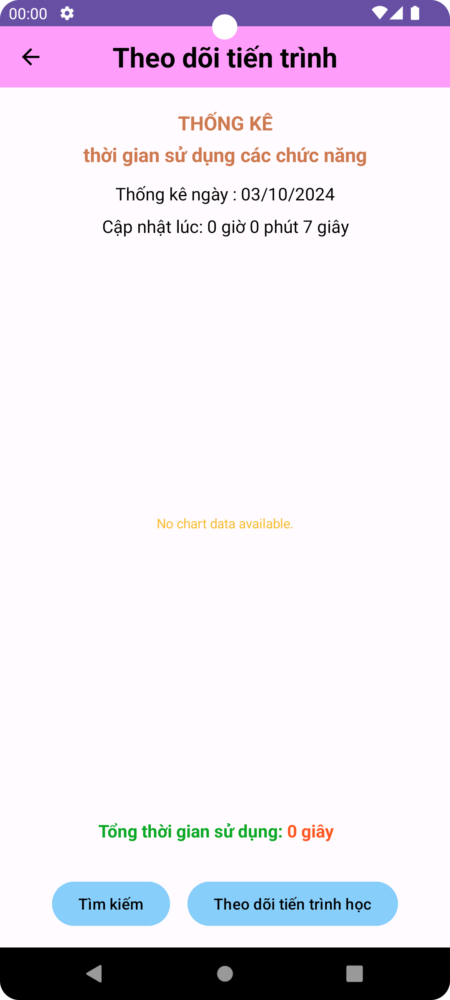 00:00
Theo dõi tiến trình
THỐNG KÊ
thời gian sử dụng các chức năng
Thống kê ngày : 03/10/2024
Cập nhật lúc: 0 giờ 0 phút 7 giây
No chart data available.
Tổng thời gian sử dụng: 0 giây
Tìm kiếm
Theo dõi tiến trình học